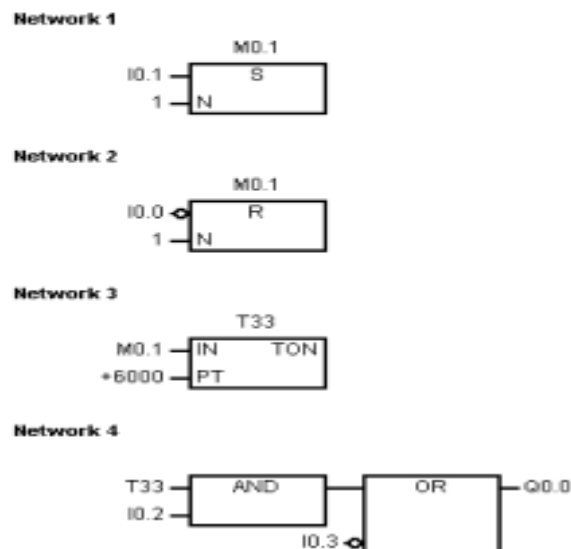 Network 1
M0.1
I0.1 S
1 N
Network 2
M0.1
I0.0 R
1 N
Network 3
T33
M0.1 IN TON
+6000 PT
Network 4
T33 AND OR Q0.0
I0.2
I0.3